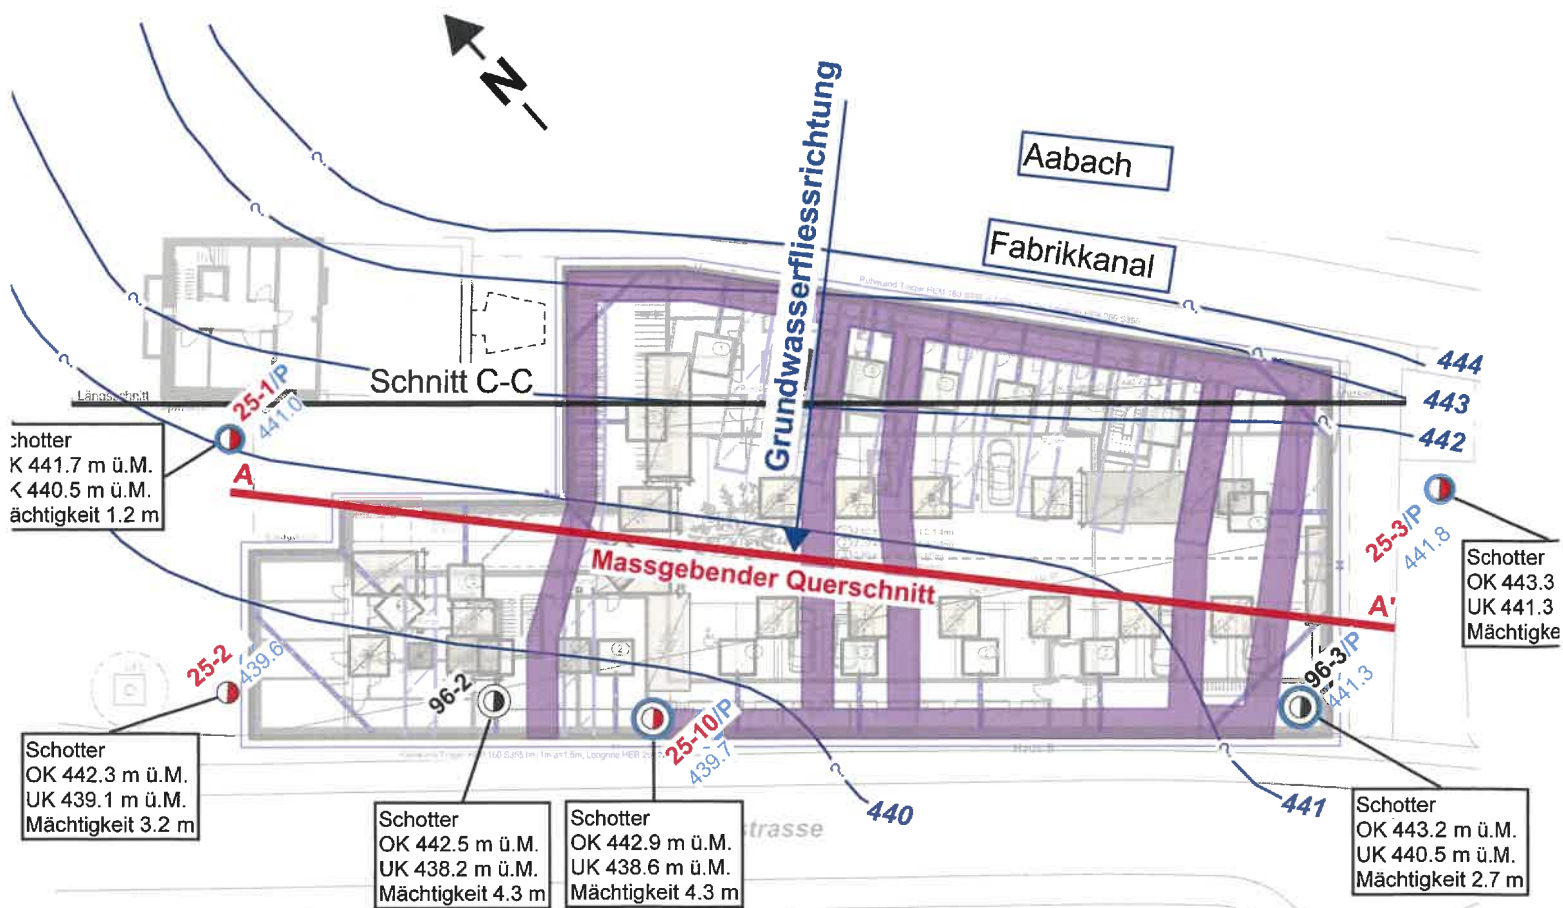 N
Grundwasserfliessrichtung
Aabach
Fabrikkanal
?
?
?
?
?
?
?
?
?
444
443
442
Längsschnitt
Schnitt C-C
25-1/P
441.0
chotter
K 441.7 m ü.M.
K 440.5 m ü.M.
ächtigkeit 1.2 m
A
Massgebender Querschnitt
A'
25-3/P
441.8
Schotter
OK 443.3
UK 441.3
Mächtigke
25-2
439.6
96-2
25-10/P
439.7
96-3/P
441.3
Schotter
OK 442.3 m ü.M.
UK 439.1 m ü.M.
Mächtigkeit 3.2 m
Schotter
OK 442.5 m ü.M.
UK 438.2 m ü.M.
Mächtigkeit 4.3 m
Schotter
OK 442.9 m ü.M.
UK 438.6 m ü.M.
Mächtigkeit 4.3 m
Haus B
440
441
strasse
Schotter
OK 443.2 m ü.M.
UK 440.5 m ü.M.
Mächtigkeit 2.7 m